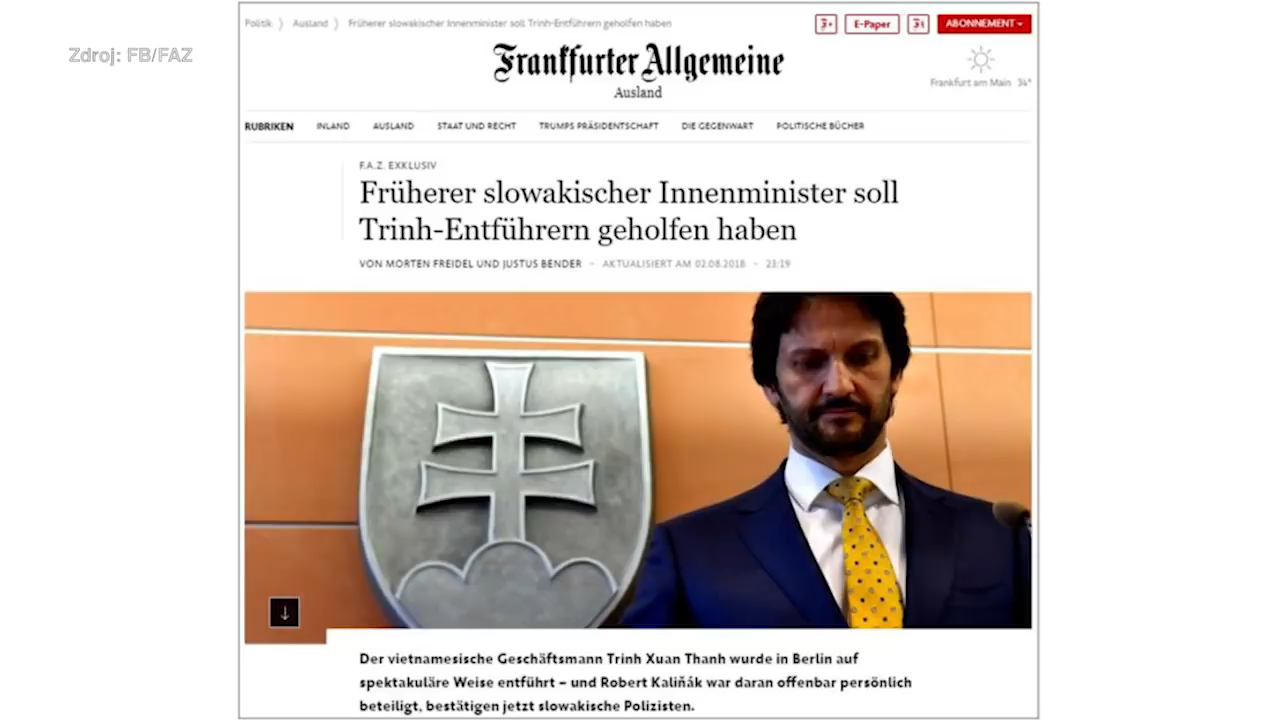 Politik
Ausland
Früherer slowakischer Innenminister soll Trinh-Entführern geholfen haben
E-Paper
ABONNEMENT
Zdroj: FB/FAZ
Frankfurter Allgemeine
Ausland
Frankfurt am Main 34°
RUBRIKEN INLAND AUSLAND STAAT UND RECHT TRUMPS PRÄSIDENTSCHAFT DIE GEGENWART POLITISCHE BÜCHER
F.A.Z. EXKLUSIV
Früherer slowakischer Innenminister soll
Trinh-Entführern geholfen haben
VON MORTEN FREIDEL UND JUSTUS BENDER – AKTUALISIERT AM 02.08.2018 – 23:19
Der vietnamesische Geschäftsmann Trinh Xuan Thanh wurde in Berlin auf
spektakuläre Weise entführt – und Robert Kaliňák war daran offenbar persönlich
beteiligt, bestätigen jetzt slowakische Polizisten.